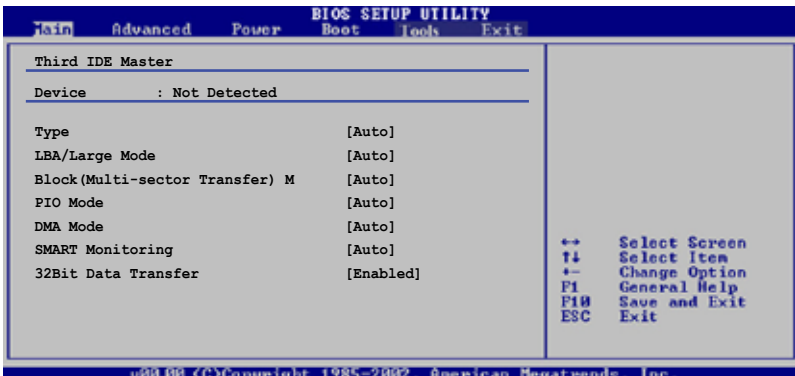 BIOS SETUP UTILITY
Main Advanced Power Boot Tools Exit
Third IDE Master
Device : Not Detected
Type [Auto]
LBA/Large Mode [Auto]
Block(Multi-sector Transfer) M [Auto]
PIO Mode [Auto]
DMA Mode [Auto]
SMART Monitoring [Auto]
32Bit Data Transfer [Enabled]
↔ Select Screen
↑↓ Select Item
+- Change Option
F1 General Help
F10 Save and Exit
ESC Exit
v00.00 (C)Copyright 1985-2002, American Megatrends, Inc.